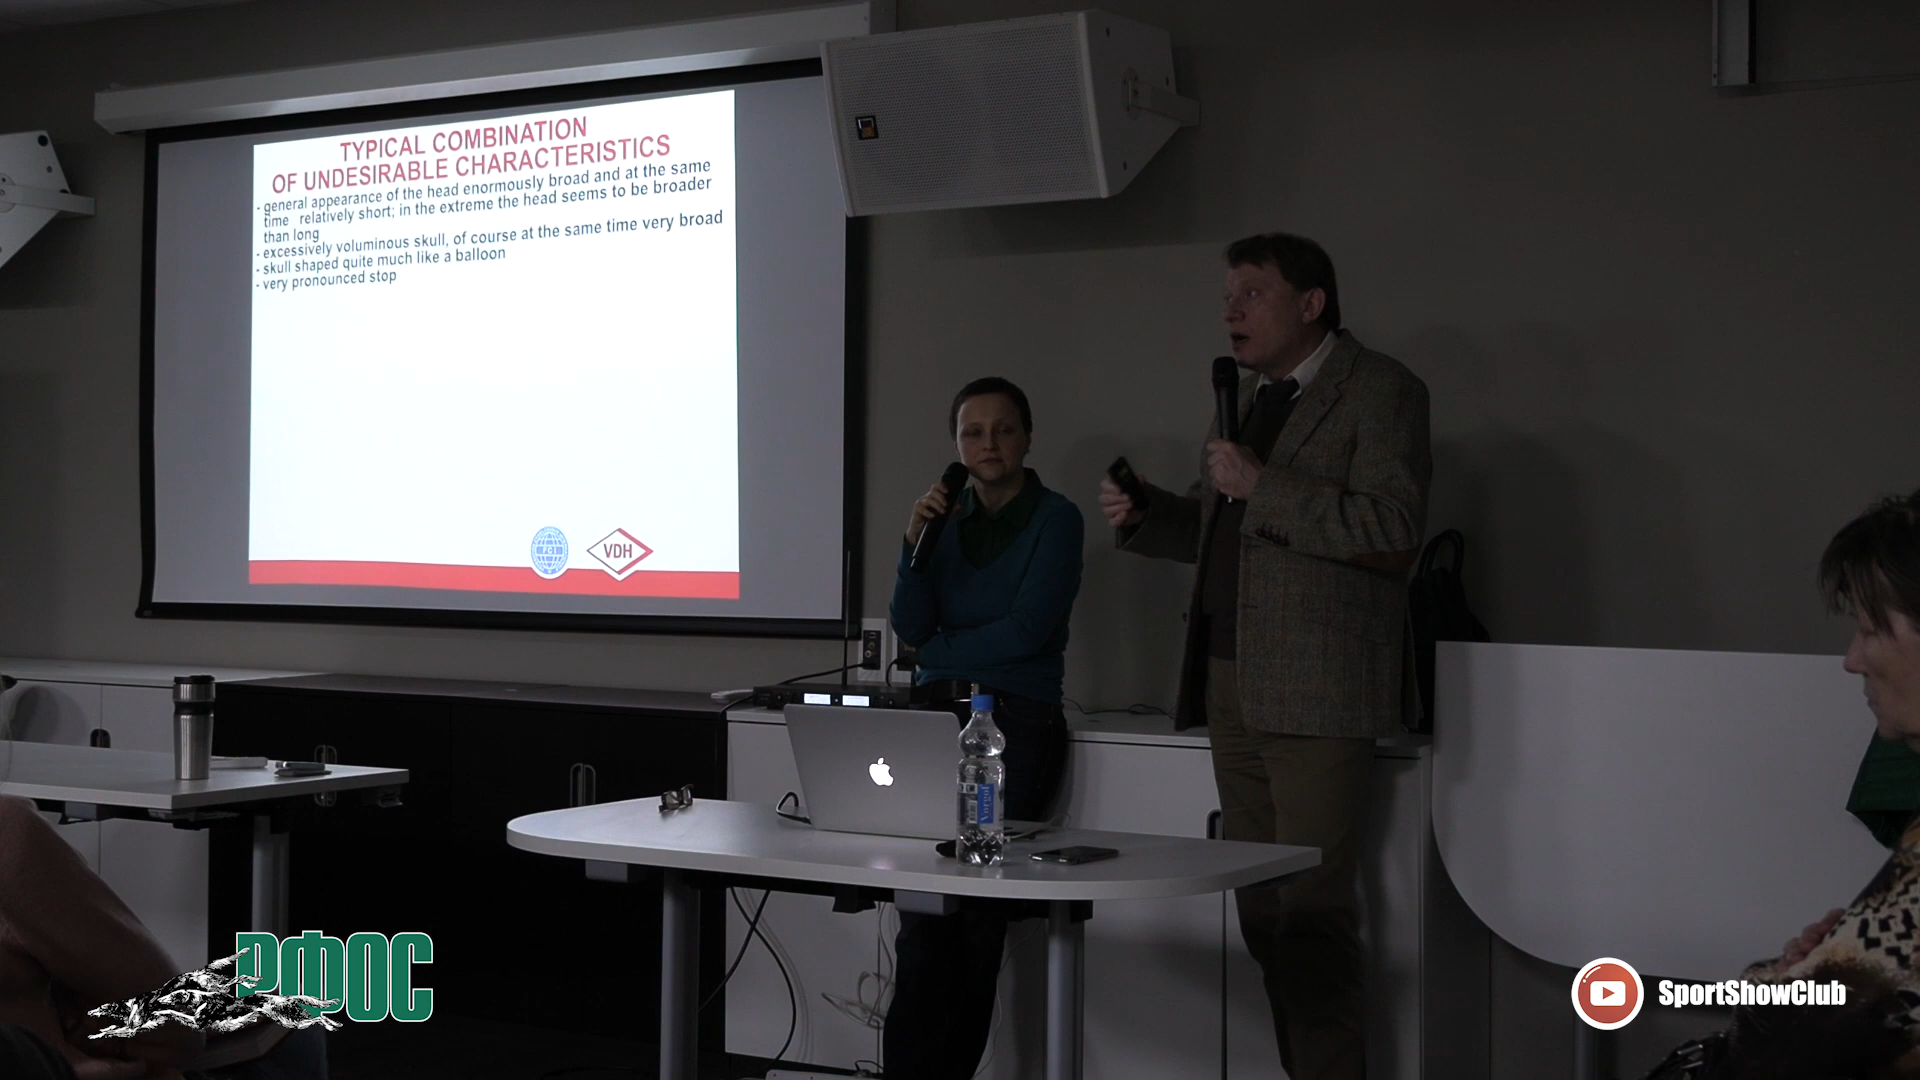 TYPICAL COMBINATION
OF UNDESIRABLE CHARACTERISTICS
- general appearance of the head enormously broad and at the same
time relatively short; in the extreme the head seems to be broader
than long
- excessively voluminous skull, of course at the same time very broad
- skull shaped quite much like a balloon
- very pronounced stop
FCI
VDH
РФОС
SportShowClub